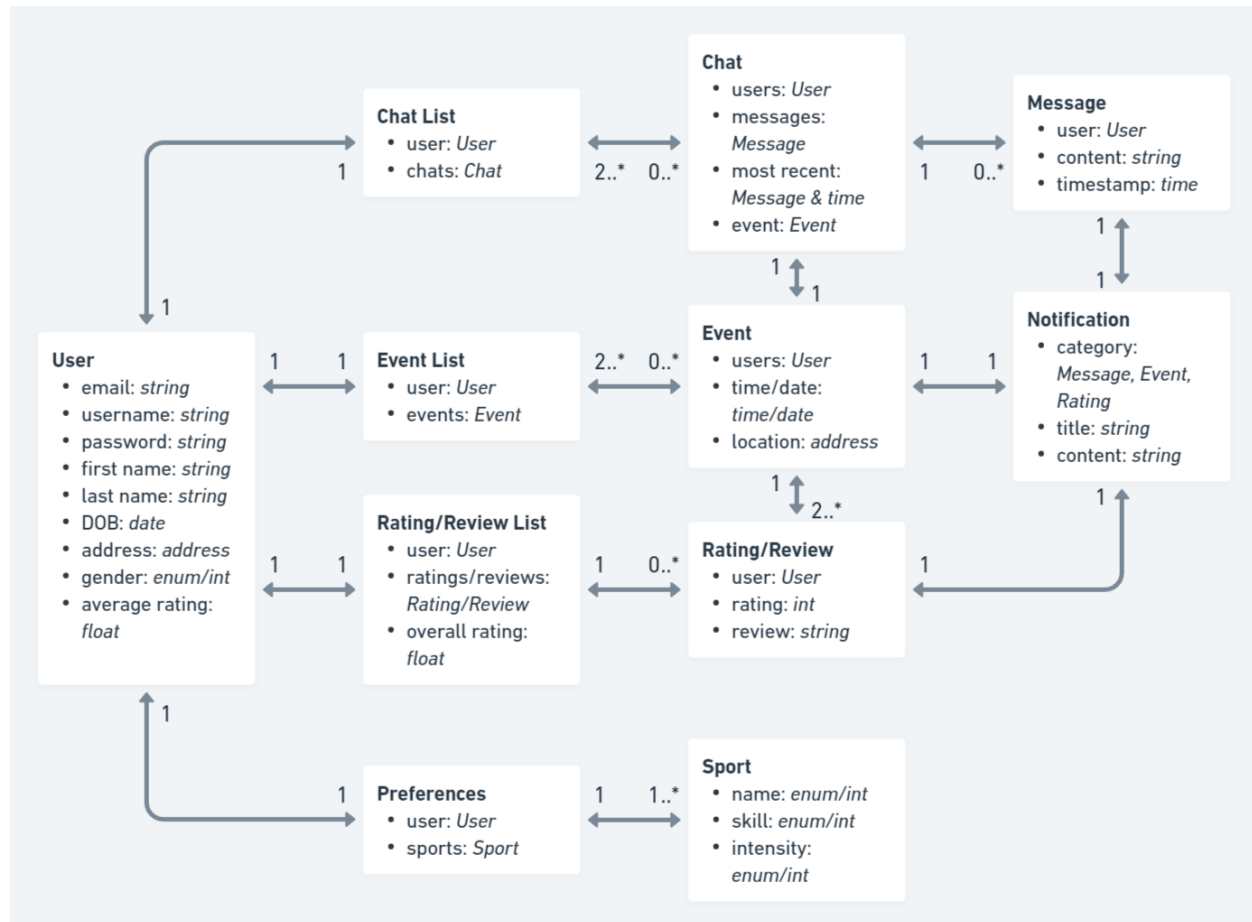 Chat
• users: User
• messages:
Message
• most recent:
Message & time
• event: Event
Chat List
• user: User
• chats: Chat
Message
• user: User
• content: string
• timestamp: time
1
2..* 0..*
1 0..*
1
1
1
1
1
User
• email: string
• username: string
• password: string
• first name: string
• last name: string
• DOB: date
• address: address
• gender: enum/int
• average rating:
float
1 1
Event List
• user: User
• events: Event
2..* 0..*
Event
• users: User
• time/date:
time/date
• location: address
1 1
Notification
• category:
Message, Event,
Rating
• title: string
• content: string
1
2..*
1
1 1
Rating/Review List
• user: User
• ratings/reviews:
Rating/Review
• overall rating:
float
1 0..*
Rating/Review
• user: User
• rating: int
• review: string
1
1
1
Preferences
• user: User
• sports: Sport
1 1..*
Sport
• name: enum/int
• skill: enum/int
• intensity:
enum/int